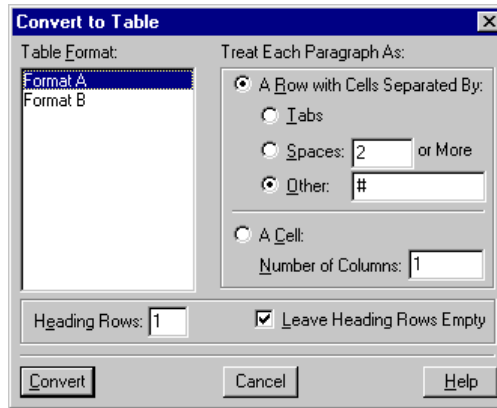 Convert to Table
Table Format:
Format A
Format B
Treat Each Paragraph As:
A Row with Cells Separated By:
Tabs
Spaces: 2 or More
Other: #
A Cell:
Number of Columns: 1
Heading Rows: 1
Leave Heading Rows Empty
Convert
Cancel
Help